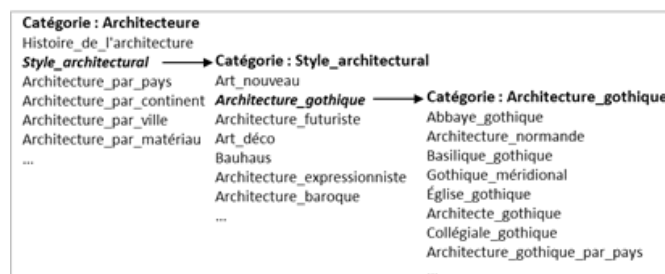 Catégorie : Architecteure
Histoire_de_l'architecture
Style_architectural
Architecture_par_pays
Architecture_par_continent
Architecture_par_ville
Architecture_par_matériau
...
Catégorie : Style_architectural
Art_nouveau
Architecture_gothique
Architecture_futuriste
Art_déco
Bauhaus
Architecture_expressionniste
Architecture_baroque
...
Catégorie : Architecture_gothique
Abbaye_gothique
Architecture_normande
Basilique_gothique
Gothique_méridional
Église_gothique
Architecte_gothique
Collégiale_gothique
Architecture_gothique_par_pays
...